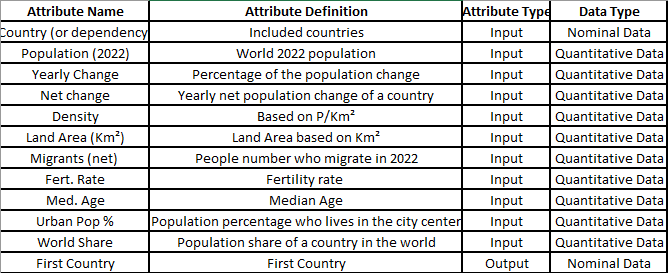 Attribute Name Attribute Definition Attribute Type Data Type
Country (or dependency Included countries Input Nominal Data
Population (2022) World 2022 population Input Quantitative Data
Yearly Change Percentage of the population change Input Quantitative Data
Net change Yearly net population change of a country Input Quantitative Data
Density Based on P/Km² Input Quantitative Data
Land Area (Km²) Land Area based on Km² Input Quantitative Data
Migrants (net) People number who migrate in 2022 Input Quantitative Data
Fert. Rate Fertility rate Input Quantitative Data
Med. Age Median Age Input Quantitative Data
Urban Pop % Population percentage who lives in the city center Input Quantitative Data
World Share Population share of a country in the world Input Quantitative Data
First Country First Country Output Nominal Data